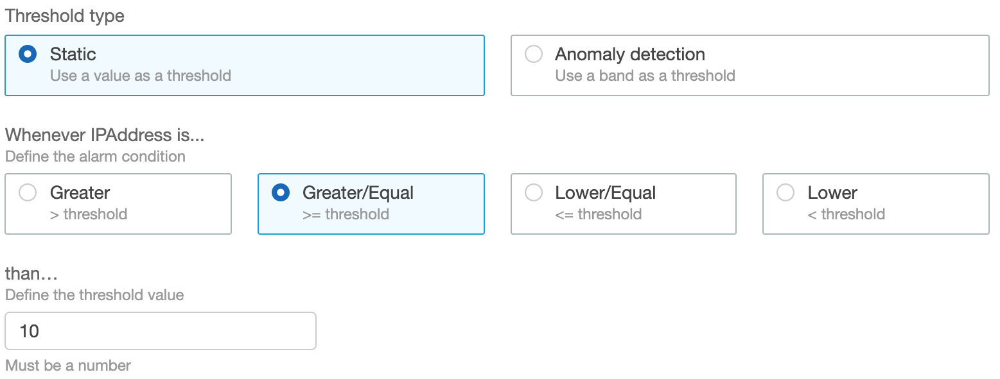 Threshold type
Static
Use a value as a threshold
Anomaly detection
Use a band as a threshold
Whenever IPAddress is...
Define the alarm condition
Greater
> threshold
Greater/Equal
>= threshold
Lower/Equal
<= threshold
Lower
< threshold
than…
Define the threshold value
10
Must be a number